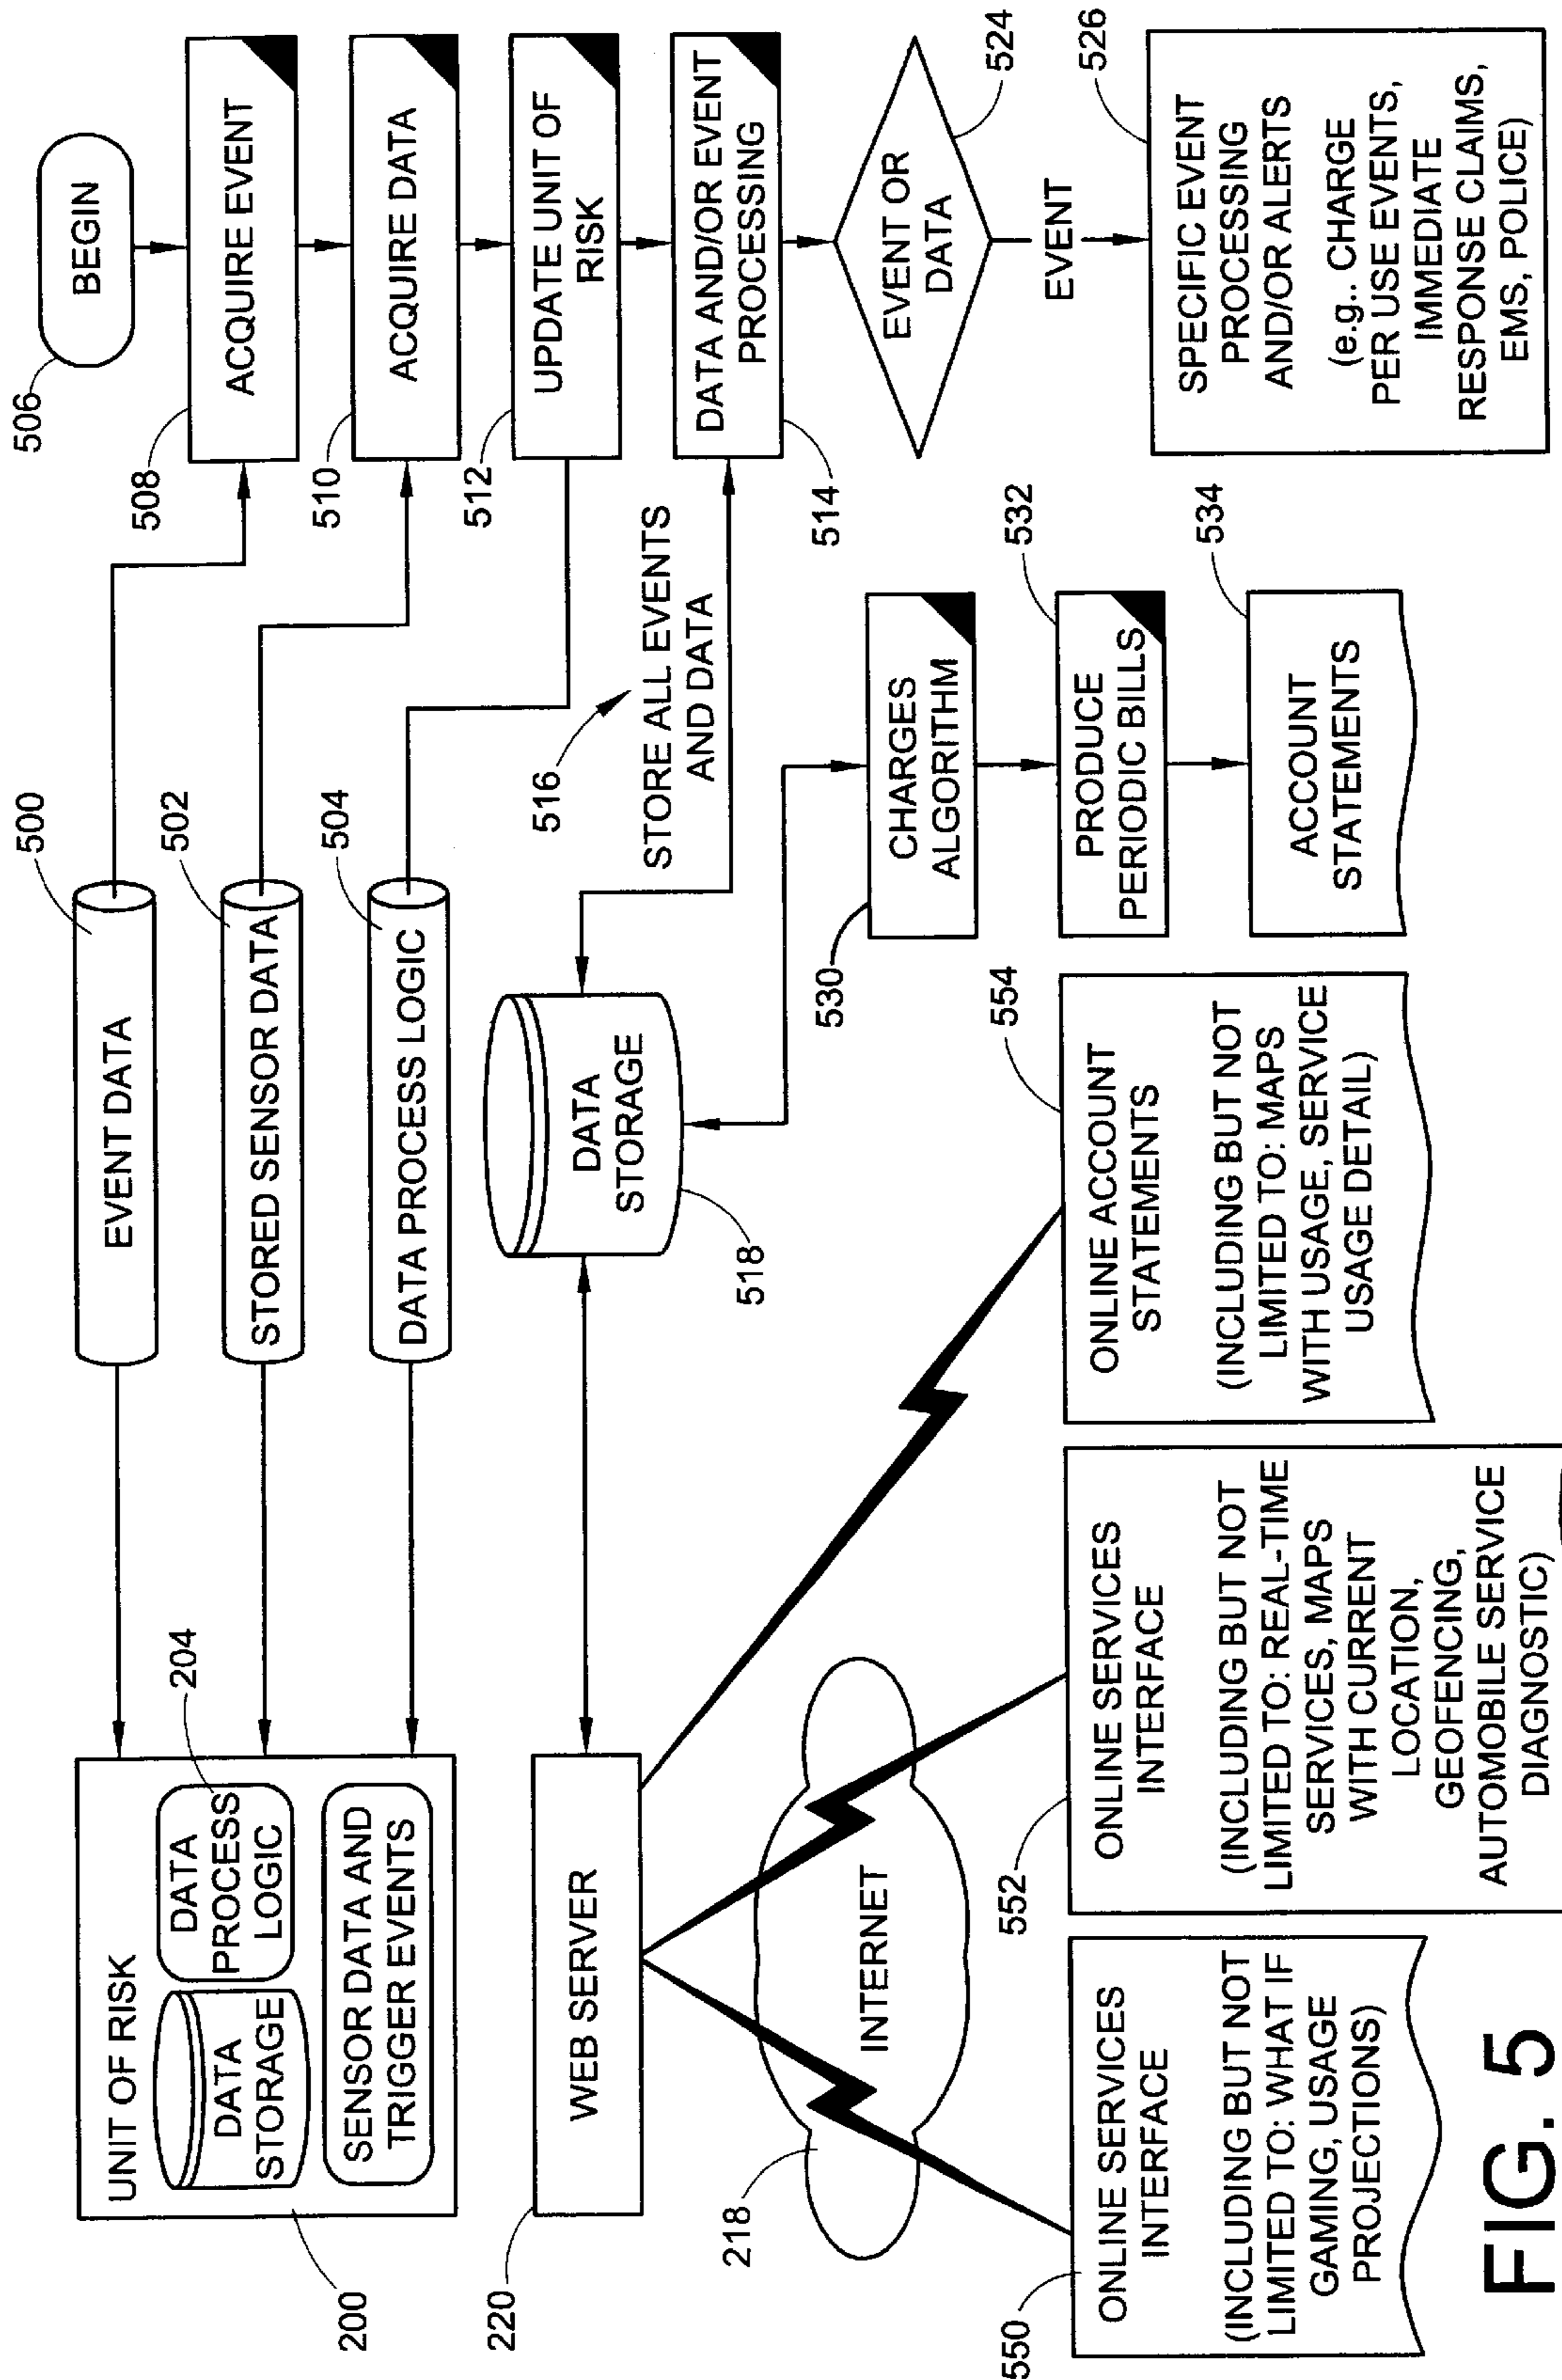 UNIT OF RISK
DATA
STORAGE
DATA
PROCESS
LOGIC
204
SENSOR DATA AND
TRIGGER EVENTS
200
EVENT DATA
500
STORED SENSOR DATA
502
DATA PROCESS LOGIC
504
506
BEGIN
508
ACQUIRE EVENT
510
ACQUIRE DATA
512
UPDATE UNIT OF
RISK
516
STORE ALL EVENTS
AND DATA
DATA AND/OR EVENT
PROCESSING
514
EVENT OR
DATA
524
EVENT
SPECIFIC EVENT
PROCESSING
AND/OR ALERTS
(e.g.. CHARGE
PER USE EVENTS,
IMMEDIATE
RESPONSE CLAIMS,
EMS, POLICE)
526
220
WEB SERVER
DATA
STORAGE
518
530
CHARGES
ALGORITHM
PRODUCE
PERIODIC BILLS
532
ACCOUNT
STATEMENTS
534
218
INTERNET
550
ONLINE SERVICES
INTERFACE
(INCLUDING BUT NOT
LIMITED TO: WHAT IF
GAMING, USAGE
PROJECTIONS)
552
ONLINE SERVICES
INTERFACE
(INCLUDING BUT NOT
LIMITED TO: REAL-TIME
SERVICES, MAPS
WITH CURRENT
LOCATION,
GEOFENCING,
AUTOMOBILE SERVICE
DIAGNOSTIC)
554
ONLINE ACCOUNT
STATEMENTS
(INCLUDING BUT NOT
LIMITED TO: MAPS
WITH USAGE, SERVICE
USAGE DETAIL)
FIG. 5